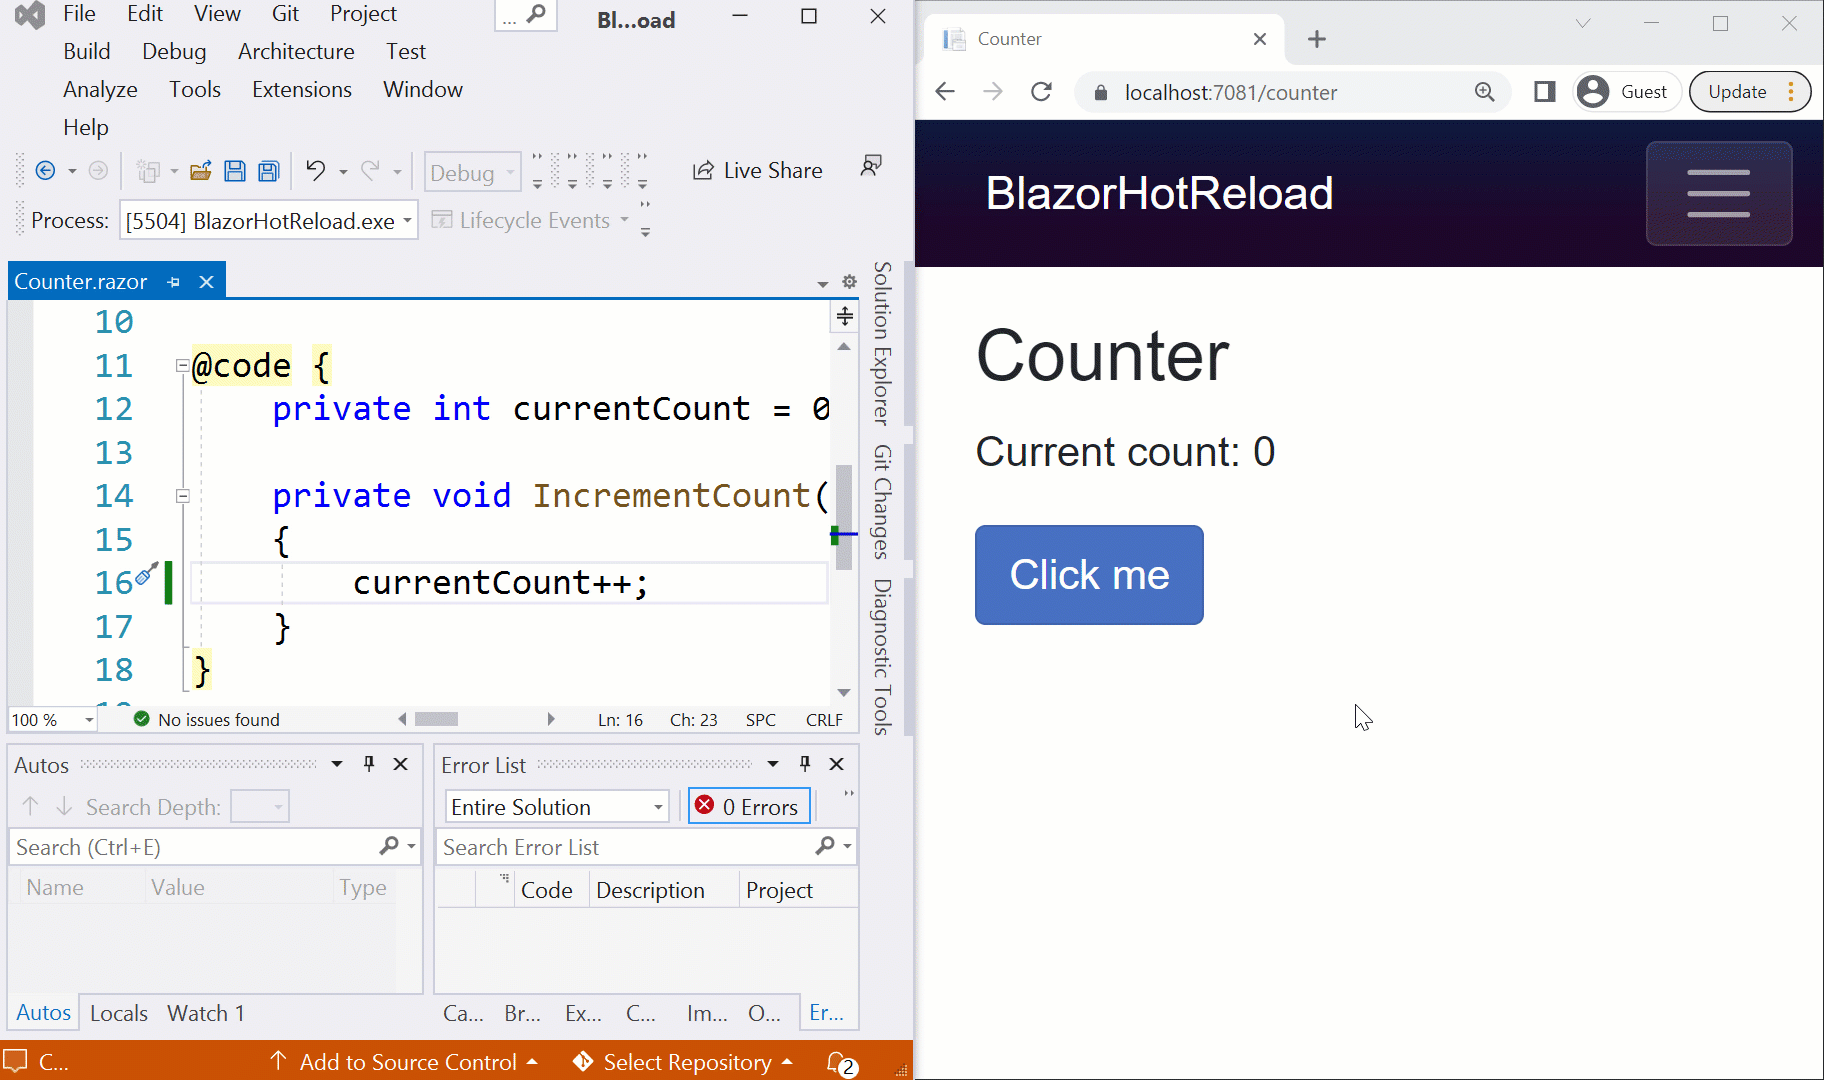 File Edit View Git Project ... Bl...oad
Build Debug Architecture Test
Analyze Tools Extensions Window
Help
Debug Live Share
Process: [5504] BlazorHotReload.exe Lifecycle Events
Counter.razor
10
11 @code {
12 private int currentCount = 0
13
14 private void IncrementCount(
15 {
16 currentCount++;
17 }
18 }
100 % No issues found Ln: 16 Ch: 23 SPC CRLF
Solution Explorer
Git Changes
Diagnostic Tools
Autos
Search Depth:
Search (Ctrl+E)
Name Value Type
Autos Locals Watch 1
Error List
Entire Solution 0 Errors
Search Error List
Code Description Project
Ca... Br... Ex... C... Im... O... Er...
C... Add to Source Control Select Repository 2
Counter
localhost:7081/counter Guest Update
BlazorHotReload
Counter
Current count: 0
Click me